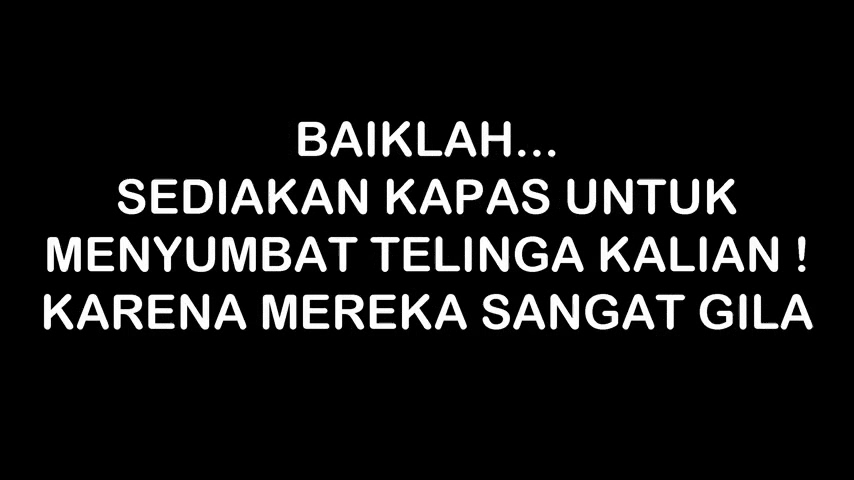 BAIKLAH...
SEDIAKAN KAPAS UNTUK
MENYUMBAT TELINGA KALIAN !
KARENA MEREKA SANGAT GILA